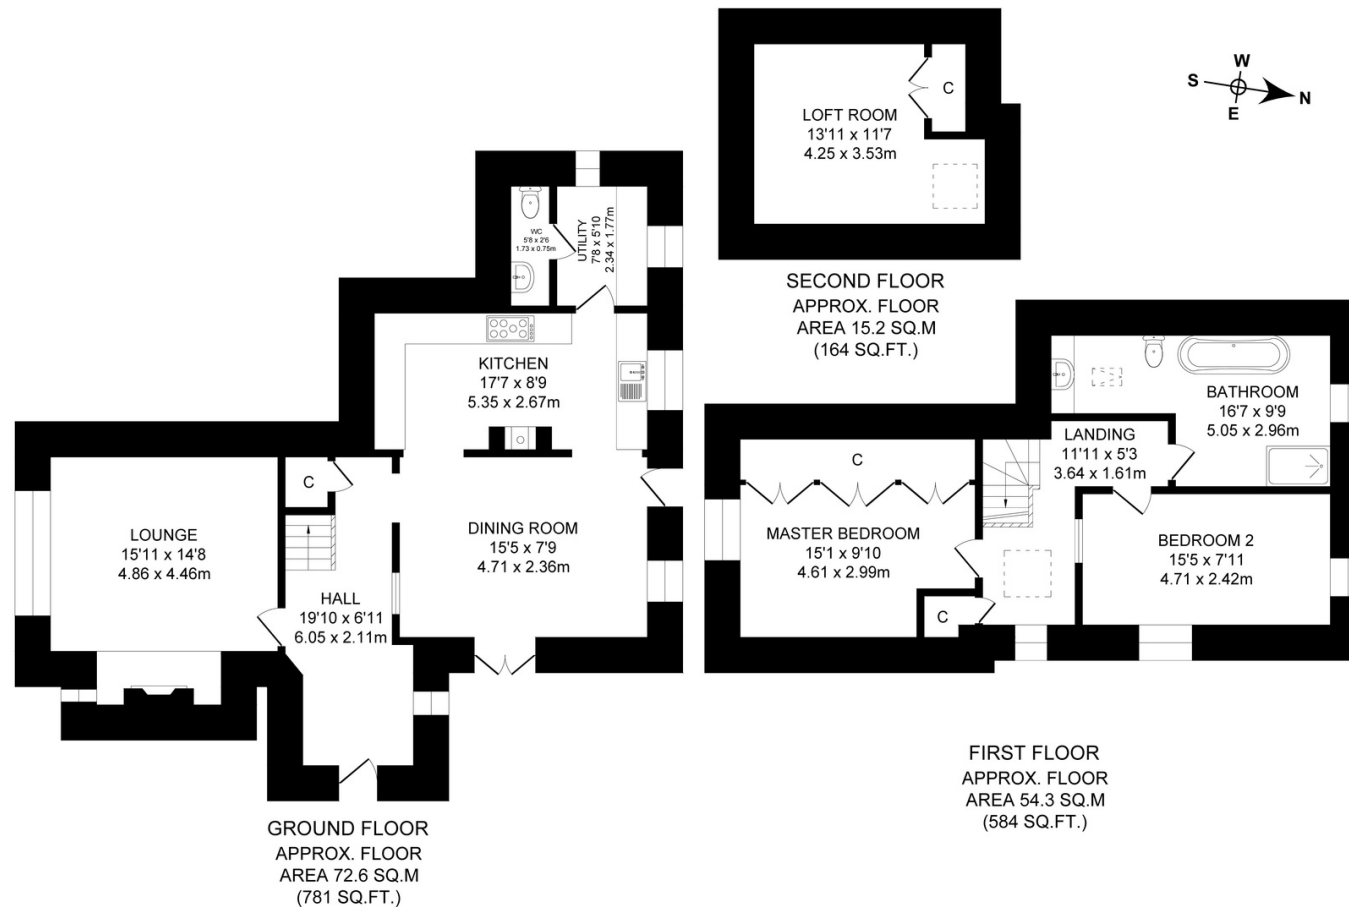 LOFT ROOM
13'11 x 11'7
4.25 x 3.53m
C
W
S
N
E
SECOND FLOOR
APPROX. FLOOR
AREA 15.2 SQ.M
(164 SQ.FT.)
WC
5'8 x 2'6
1.73 x 0.75m
UTILITY
7'8 x 5'10
2.34 x 1.77m
KITCHEN
17'7 x 8'9
5.35 x 2.67m
C
LOUNGE
15'11 x 14'8
4.86 x 4.46m
DINING ROOM
15'5 x 7'9
4.71 x 2.36m
HALL
19'10 x 6'11
6.05 x 2.11m
GROUND FLOOR
APPROX. FLOOR
AREA 72.6 SQ.M
(781 SQ.FT.)
BATHROOM
16'7 x 9'9
5.05 x 2.96m
LANDING
11'11 x 5'3
3.64 x 1.61m
C
MASTER BEDROOM
15'1 x 9'10
4.61 x 2.99m
BEDROOM 2
15'5 x 7'11
4.71 x 2.42m
C
FIRST FLOOR
APPROX. FLOOR
AREA 54.3 SQ.M
(584 SQ.FT.)